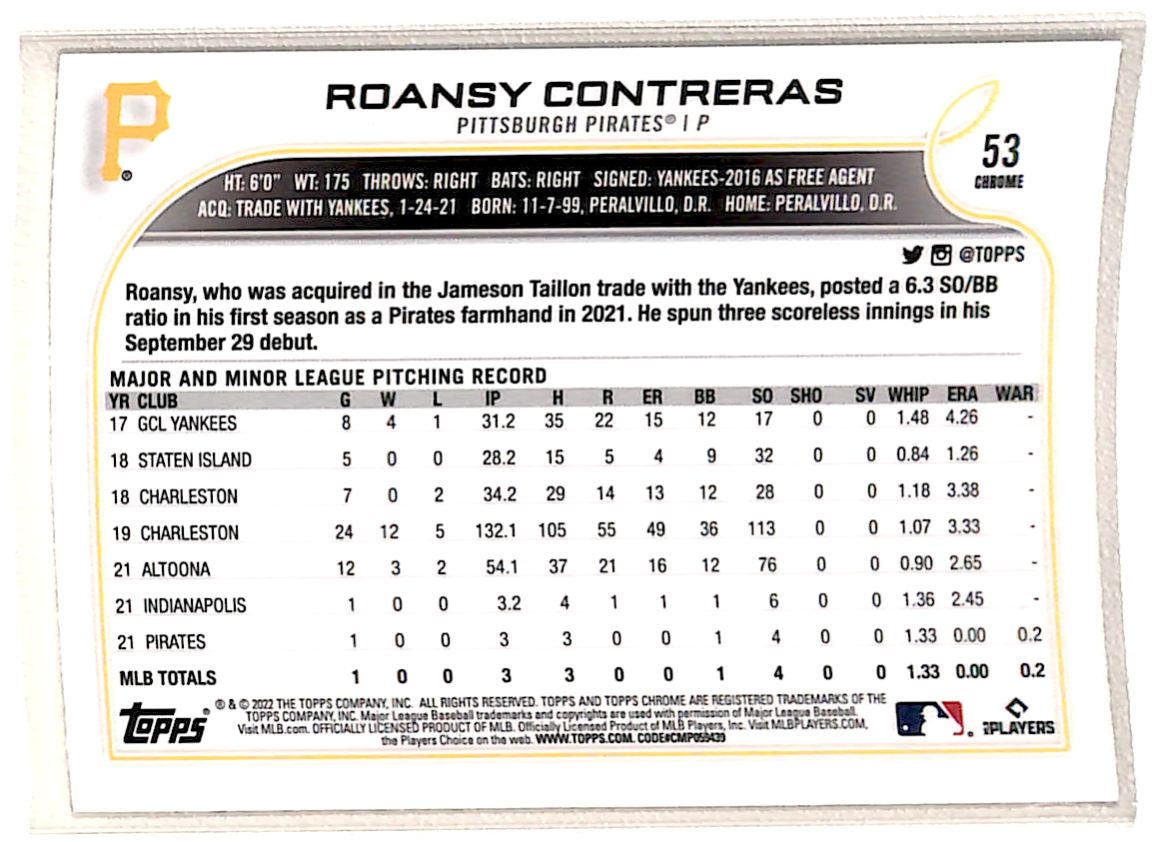 P
®
ROANSY CONTRERAS
PITTSBURGH PIRATES® | P
53
CHROME
HT: 6'0" WT: 175 THROWS: RIGHT BATS: RIGHT SIGNED: YANKEES-2016 AS FREE AGENT
ACQ: TRADE WITH YANKEES, 1-24-21 BORN: 11-7-99, PERALVILLO, D.R. HOME: PERALVILLO, D.R.
@TOPPS
Roansy, who was acquired in the Jameson Taillon trade with the Yankees, posted a 6.3 SO/BB
ratio in his first season as a Pirates farmhand in 2021. He spun three scoreless innings in his
September 29 debut.
MAJOR AND MINOR LEAGUE PITCHING RECORD
YR CLUB G W L IP H R ER BB SO SHO SV WHIP ERA WAR
17 GCL YANKEES 8 4 1 31.2 35 22 15 12 17 0 0 1.48 4.26 -
18 STATEN ISLAND 5 0 0 28.2 15 5 4 9 32 0 0 0.84 1.26 -
18 CHARLESTON 7 0 2 34.2 29 14 13 12 28 0 0 1.18 3.38 -
19 CHARLESTON 24 12 5 132.1 105 55 49 36 113 0 0 1.07 3.33 -
21 ALTOONA 12 3 2 54.1 37 21 16 12 76 0 0 0.90 2.65 -
21 INDIANAPOLIS 1 0 0 3.2 4 1 1 1 6 0 0 1.36 2.45 -
21 PIRATES 1 0 0 3 3 0 0 1 4 0 0 1.33 0.00 0.2
MLB TOTALS 1 0 0 3 3 0 0 1 4 0 0 1.33 0.00 0.2
topps®
® & © 2022 THE TOPPS COMPANY, INC. ALL RIGHTS RESERVED. TOPPS AND TOPPS CHROME ARE REGISTERED TRADEMARKS OF THE
TOPPS COMPANY, INC. Major League Baseball trademarks and copyrights are used with permission of Major League Baseball.
Visit MLB.com. OFFICIALLY LICENSED PRODUCT OF MLB. Officially Licensed Product of MLB Players, Inc. Visit MLBPLAYERS.COM,
the Players Choice on the web. WWW.TOPPS.COM. CODE#CMP059439
PLAYERS